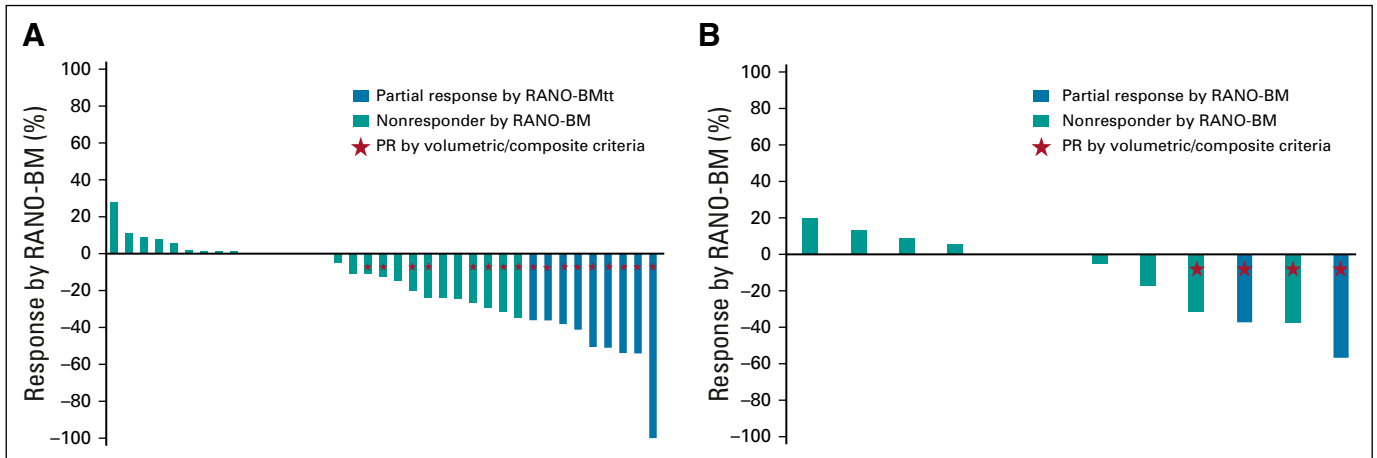 A
Response by RANO-BM (%)
100
80
60
40
20
0
−20
−40
−60
−80
−100
Partial response by RANO-BMtt
Nonresponder by RANO-BM
PR by volumetric/composite criteria
B
Response by RANO-BM (%)
100
80
60
40
20
0
−20
−40
−60
−80
−100
Partial response by RANO-BM
Nonresponder by RANO-BM
PR by volumetric/composite criteria